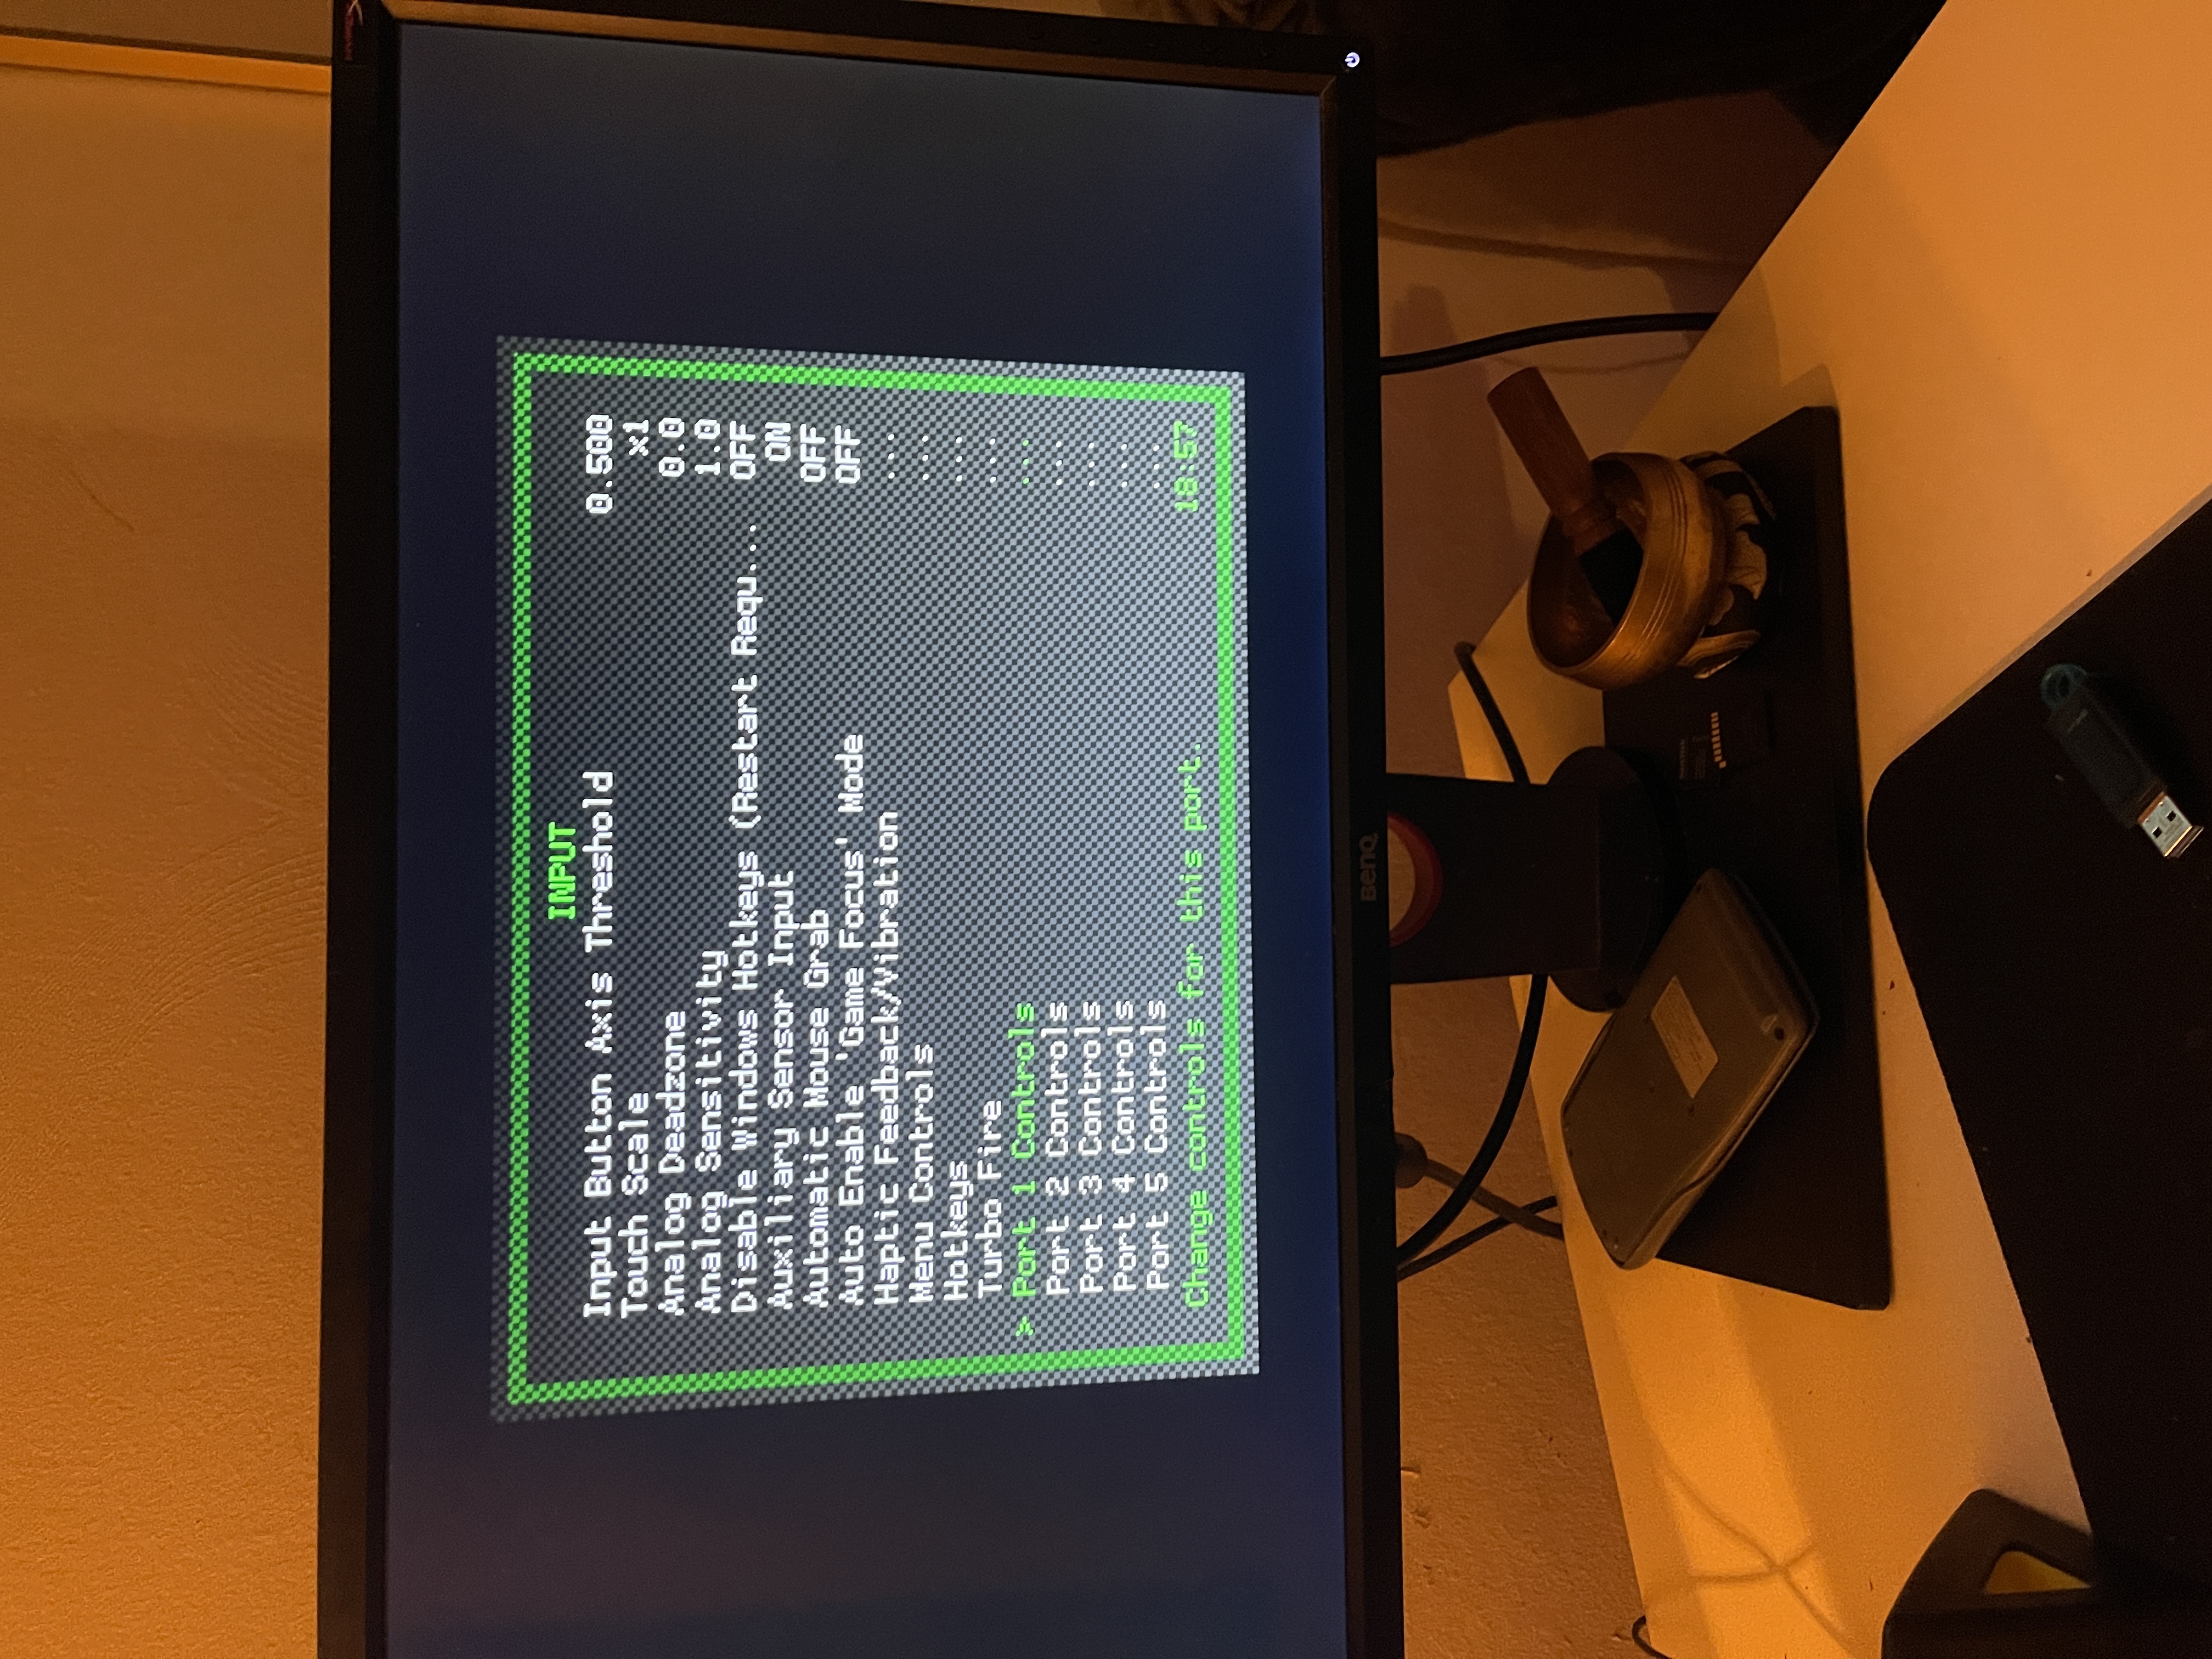 INPUT
Input Button Axis Threshold 0.500
Touch Scale x1
Analog Deadzone 0.0
Analog Sensitivity 1.0
Disable Windows Hotkeys (Restart Requ... OFF
Auxiliary Sensor Input ON
Automatic Mouse Grab OFF
Auto Enable 'Game Focus' Mode OFF
Haptic Feedback/Vibration ...
Menu Controls ...
Hotkeys ...
Turbo Fire ...
> Port 1 Controls ...
Port 2 Controls ...
Port 3 Controls ...
Port 4 Controls ...
Port 5 Controls ...
Change controls for this port. 18:57
BenQ
SanDisk